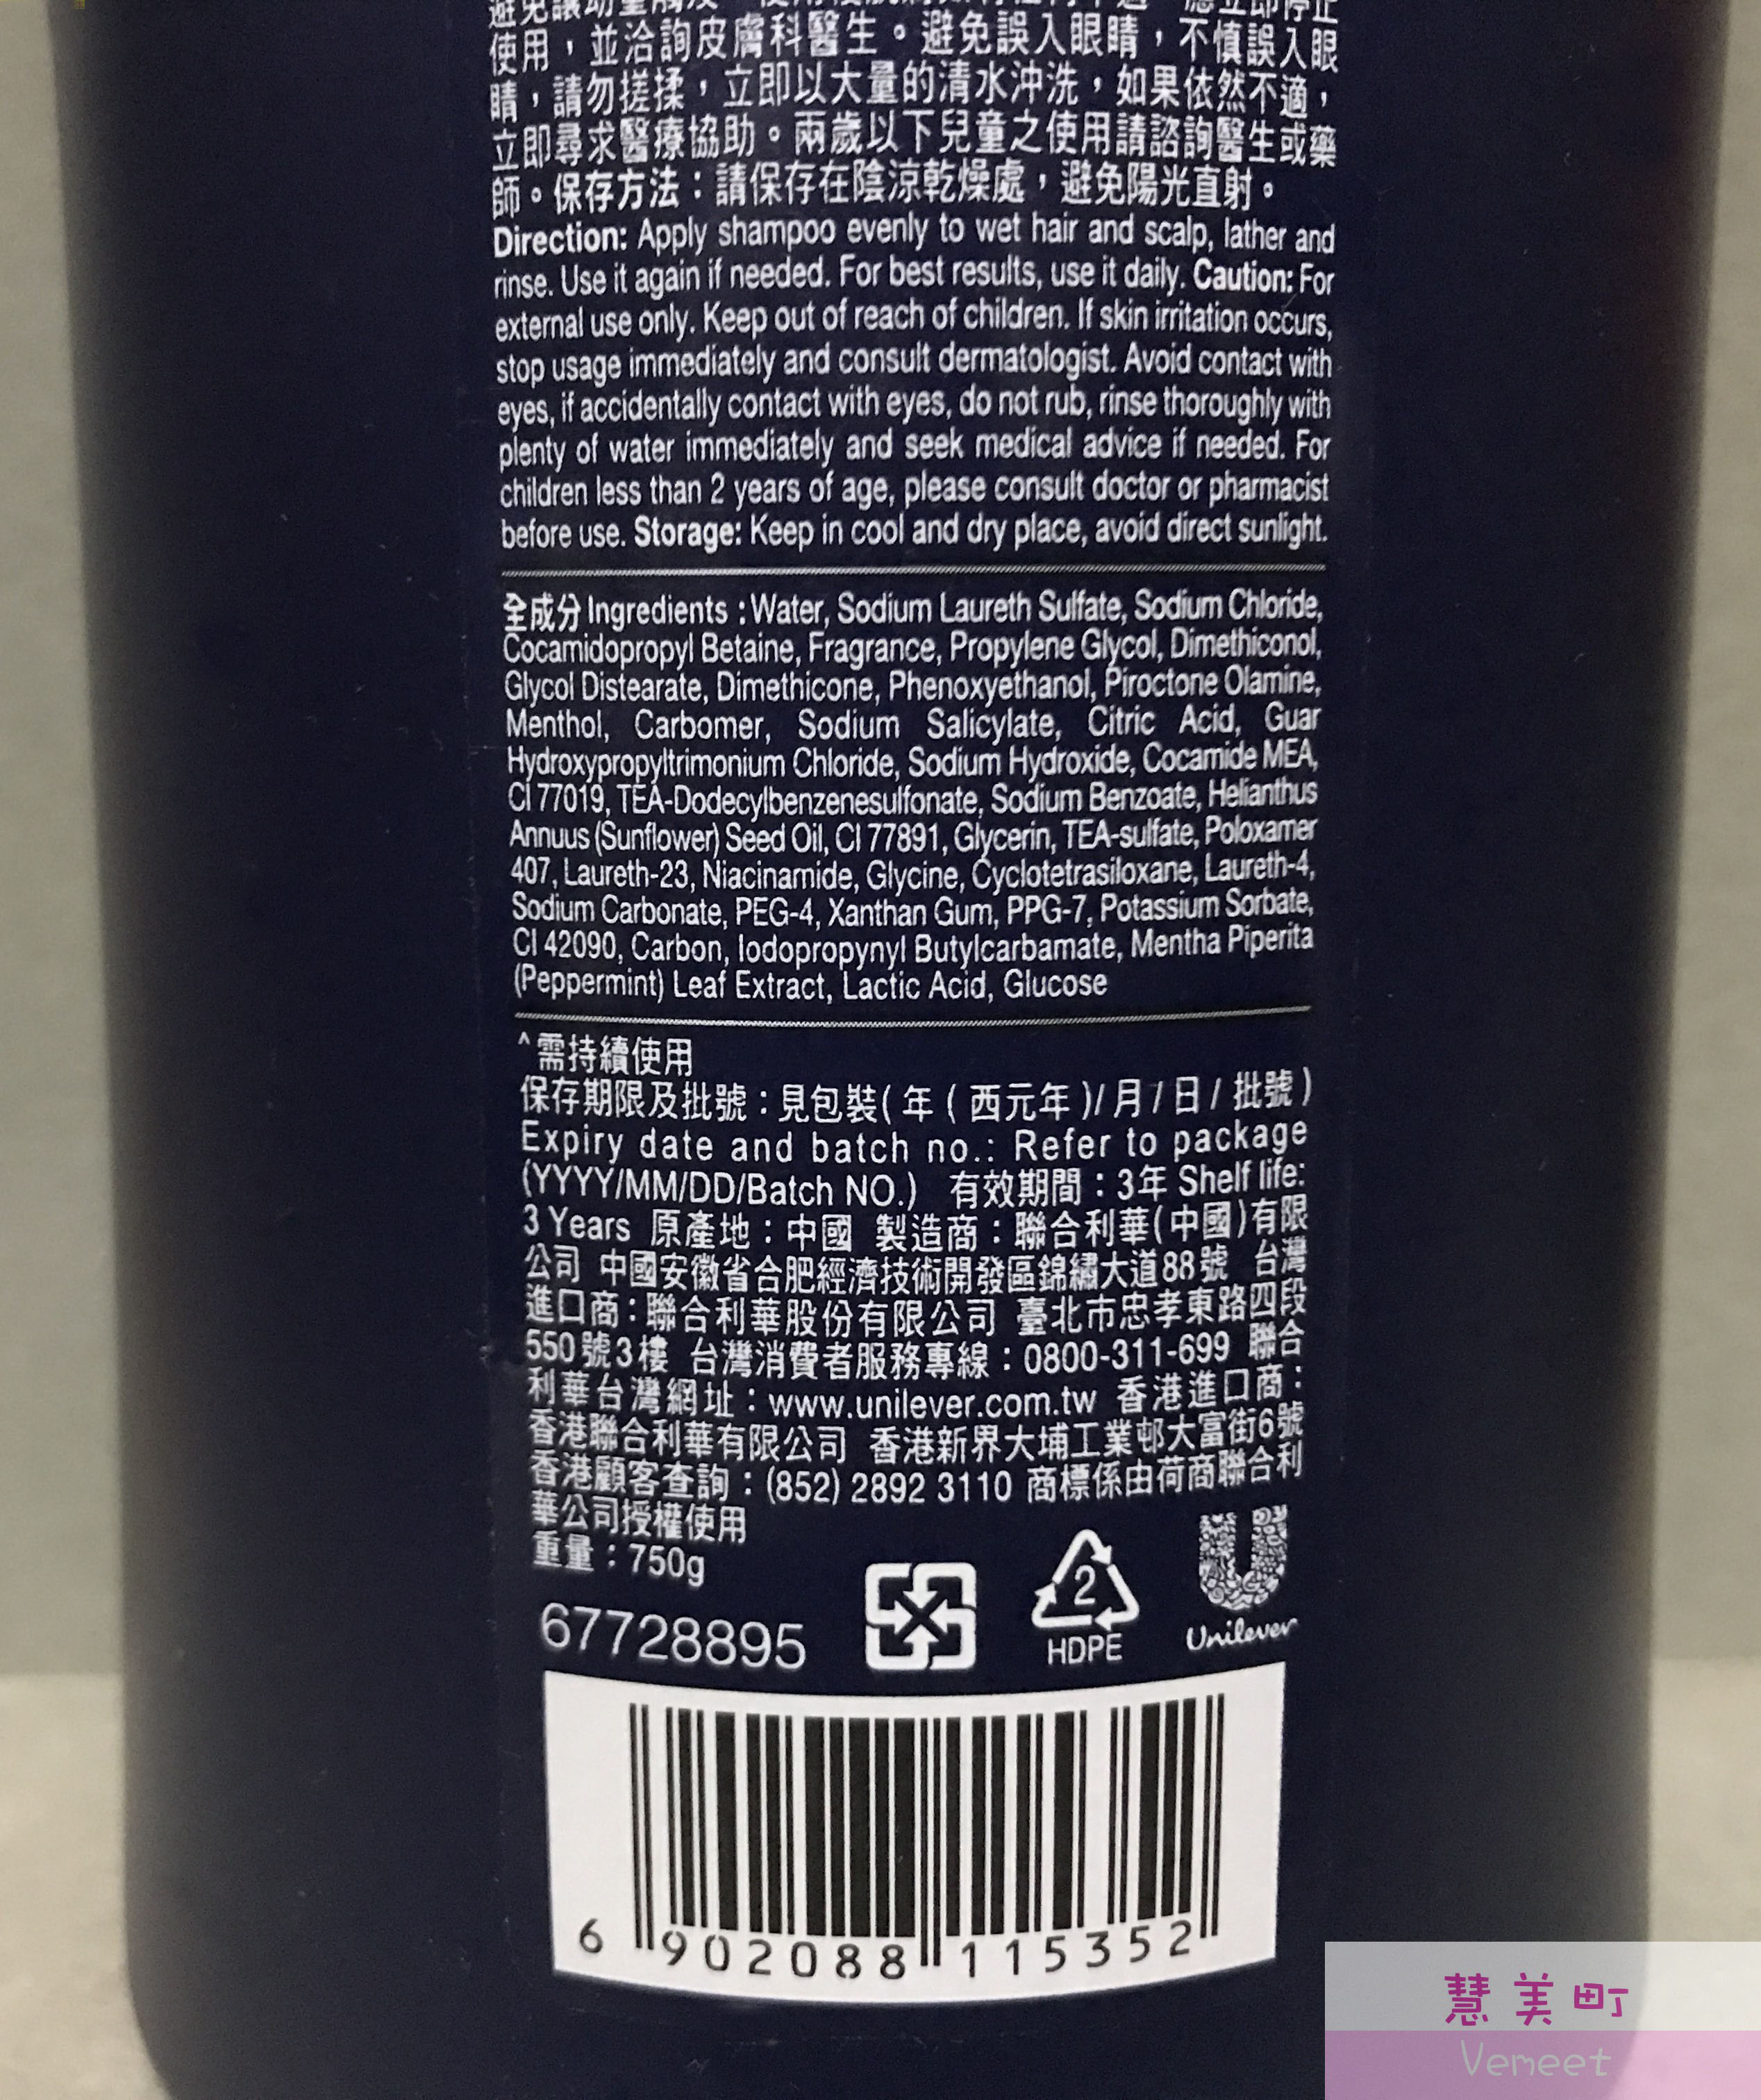 使用，並洽詢皮膚科醫生。避免誤入眼睛，不慎誤入眼
睛，請勿搓揉，立即以大量的清水沖洗，如果依然不適，
立即尋求醫療協助。兩歲以下兒童之使用請諮詢醫生或藥
師。保存方法：請保存在陰涼乾燥處，避免陽光直射。
Direction: Apply shampoo evenly to wet hair and scalp, lather and
rinse. Use it again if needed. For best results, use it daily. Caution: For
external use only. Keep out of reach of children. If skin irritation occurs,
stop usage immediately and consult dermatologist. Avoid contact with
eyes, if accidentally contact with eyes, do not rub, rinse thoroughly with
plenty of water immediately and seek medical advice if needed. For
children less than 2 years of age, please consult doctor or pharmacist
before use. Storage: Keep in cool and dry place, avoid direct sunlight.
全成分 Ingredients : Water, Sodium Laureth Sulfate, Sodium Chloride,
Cocamidopropyl Betaine, Fragrance, Propylene Glycol, Dimethiconol,
Glycol Distearate, Dimethicone, Phenoxyethanol, Piroctone Olamine,
Menthol, Carbomer, Sodium Salicylate, Citric Acid, Guar
Hydroxypropyltrimonium Chloride, Sodium Hydroxide, Cocamide MEA,
CI 77019, TEA-Dodecylbenzenesulfonate, Sodium Benzoate, Helianthus
Annuus (Sunflower) Seed Oil, CI 77891, Glycerin, TEA-sulfate, Poloxamer
407, Laureth-23, Niacinamide, Glycine, Cyclotetrasiloxane, Laureth-4,
Sodium Carbonate, PEG-4, Xanthan Gum, PPG-7, Potassium Sorbate,
CI 42090, Carbon, Iodopropynyl Butylcarbamate, Mentha Piperita
(Peppermint) Leaf Extract, Lactic Acid, Glucose
^需持續使用
保存期限及批號：見包裝( 年 ( 西元年 )/ 月 / 日 / 批號 )
Expiry date and batch no.: Refer to package
(YYYY/MM/DD/Batch NO.) 有效期間：3年 Shelf life:
3 Years 原產地：中國 製造商：聯合利華(中國)有限
公司 中國安徽省合肥經濟技術開發區錦繡大道88號 台灣
進口商：聯合利華股份有限公司 臺北市忠孝東路四段
550號3樓 台灣消費者服務專線：0800-311-699 聯合
利華台灣網址：www.unilever.com.tw 香港進口商：
香港聯合利華有限公司 香港新界大埔工業邨大富街6號
香港顧客查詢：(852) 2892 3110 商標係由荷商聯合利
華公司授權使用
重量：750g
67728895
2
HDPE
Unilever
6 902088 115352
慧美町
Vemeet